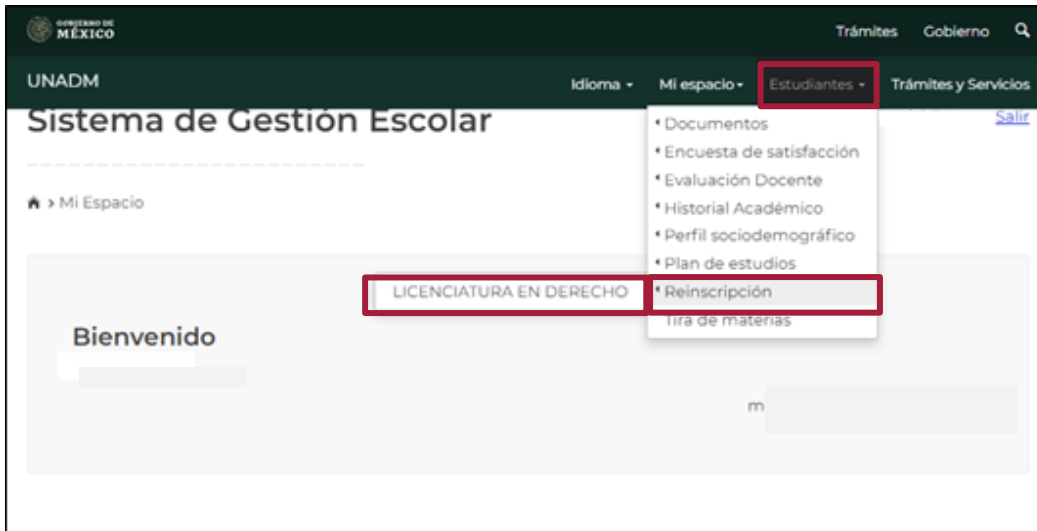 GOBIERNO DE
MÉXICO
Trámites Gobierno
UNADM
Idioma Mi espacio Estudiantes Trámites y Servicios
Sistema de Gestión Escolar
Salir
> Mi Espacio
Documentos
Encuesta de satisfacción
Evaluación Docente
Historial Académico
Perfil sociodemográfico
Plan de estudios
LICENCIATURA EN DERECHO
Reinscripción
Tira de materias
Bienvenido
m